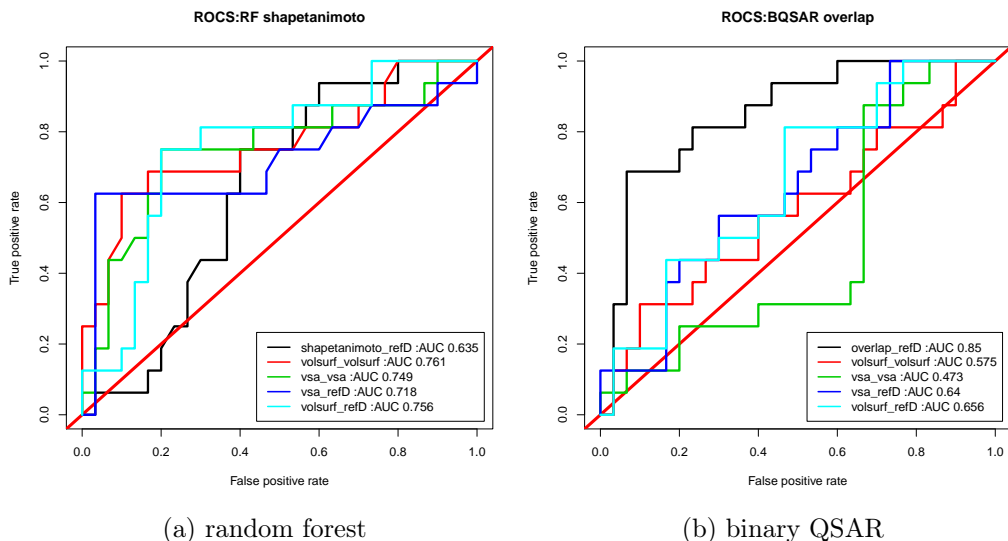 ROCS:RF shapetanimoto
True positive rate
1.0
0.8
0.6
0.4
0.2
0.0
shapetanimoto_refD :AUC 0.635
volsurf_volsurf :AUC 0.761
vsa_vsa :AUC 0.749
vsa_refD :AUC 0.718
volsurf_refD :AUC 0.756
0.0 0.2 0.4 0.6 0.8 1.0
False positive rate
(a) random forest
ROCS:BQSAR overlap
True positive rate
1.0
0.8
0.6
0.4
0.2
0.0
overlap_refD :AUC 0.85
volsurf_volsurf :AUC 0.575
vsa_vsa :AUC 0.473
vsa_refD :AUC 0.64
volsurf_refD :AUC 0.656
0.0 0.2 0.4 0.6 0.8 1.0
False positive rate
(b) binary QSAR